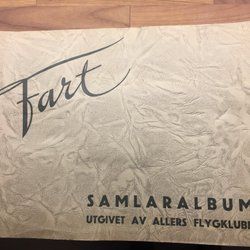 Fart
SAMLARALBUM
UTGIVET AV ALLERS FLYGKLUBB